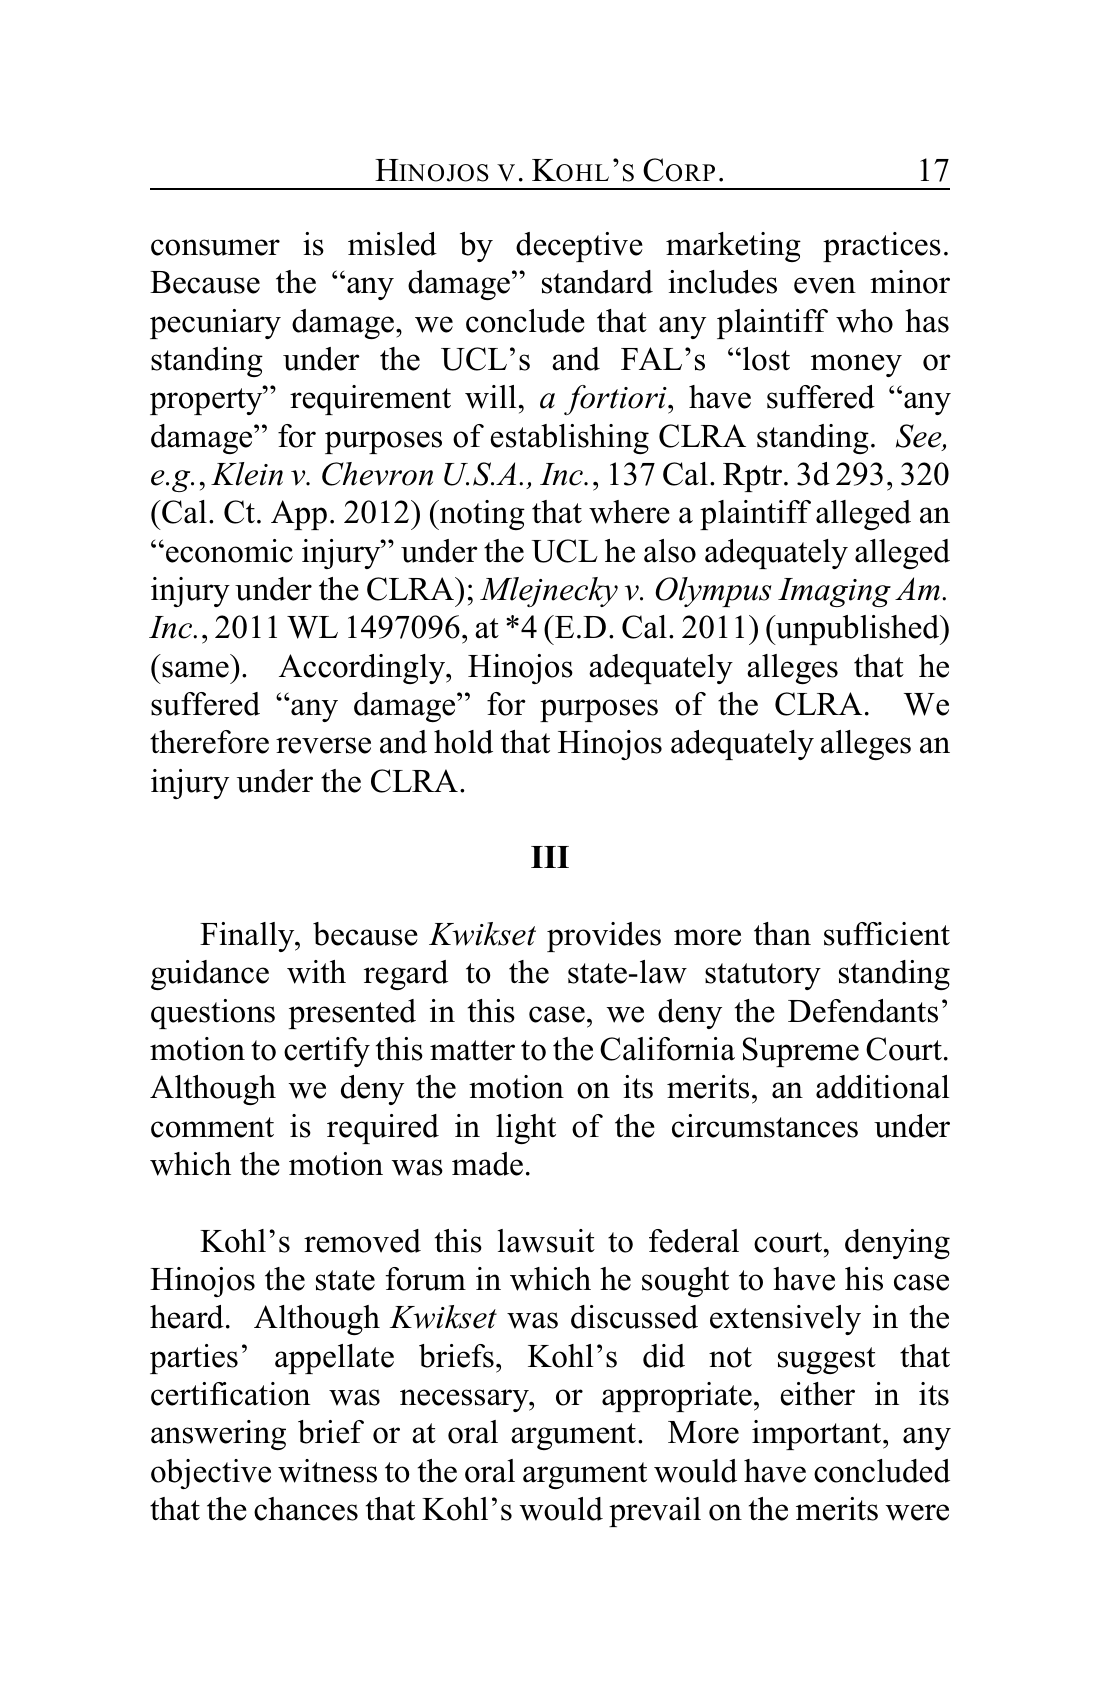 HINOJOS V. KOHL’S CORP. 17
consumer is misled by deceptive marketing practices.
Because the “any damage” standard includes even minor
pecuniary damage, we conclude that any plaintiff who has
standing under the UCL’s and FAL’s “lost money or
property” requirement will, a fortiori, have suffered “any
damage” for purposes of establishing CLRA standing. See,
e.g., Klein v. Chevron U.S.A., Inc., 137 Cal. Rptr. 3d 293, 320
(Cal. Ct. App. 2012) (noting that where a plaintiff alleged an
“economic injury” under the UCL he also adequately alleged
injury under the CLRA); Mlejnecky v. Olympus Imaging Am.
Inc., 2011 WL 1497096, at *4 (E.D. Cal. 2011) (unpublished)
(same). Accordingly, Hinojos adequately alleges that he
suffered “any damage” for purposes of the CLRA. We
therefore reverse and hold that Hinojos adequately alleges an
injury under the CLRA.
III
Finally, because Kwikset provides more than sufficient
guidance with regard to the state-law statutory standing
questions presented in this case, we deny the Defendants’
motion to certify this matter to the California Supreme Court.
Although we deny the motion on its merits, an additional
comment is required in light of the circumstances under
which the motion was made.
Kohl’s removed this lawsuit to federal court, denying
Hinojos the state forum in which he sought to have his case
heard. Although Kwikset was discussed extensively in the
parties’ appellate briefs, Kohl’s did not suggest that
certification was necessary, or appropriate, either in its
answering brief or at oral argument. More important, any
objective witness to the oral argument would have concluded
that the chances that Kohl’s would prevail on the merits were